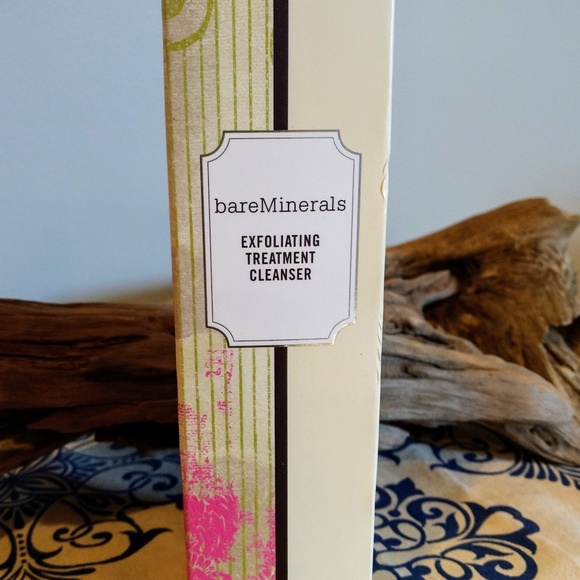 bareMinerals
EXFOLIATING
TREATMENT
CLEANSER